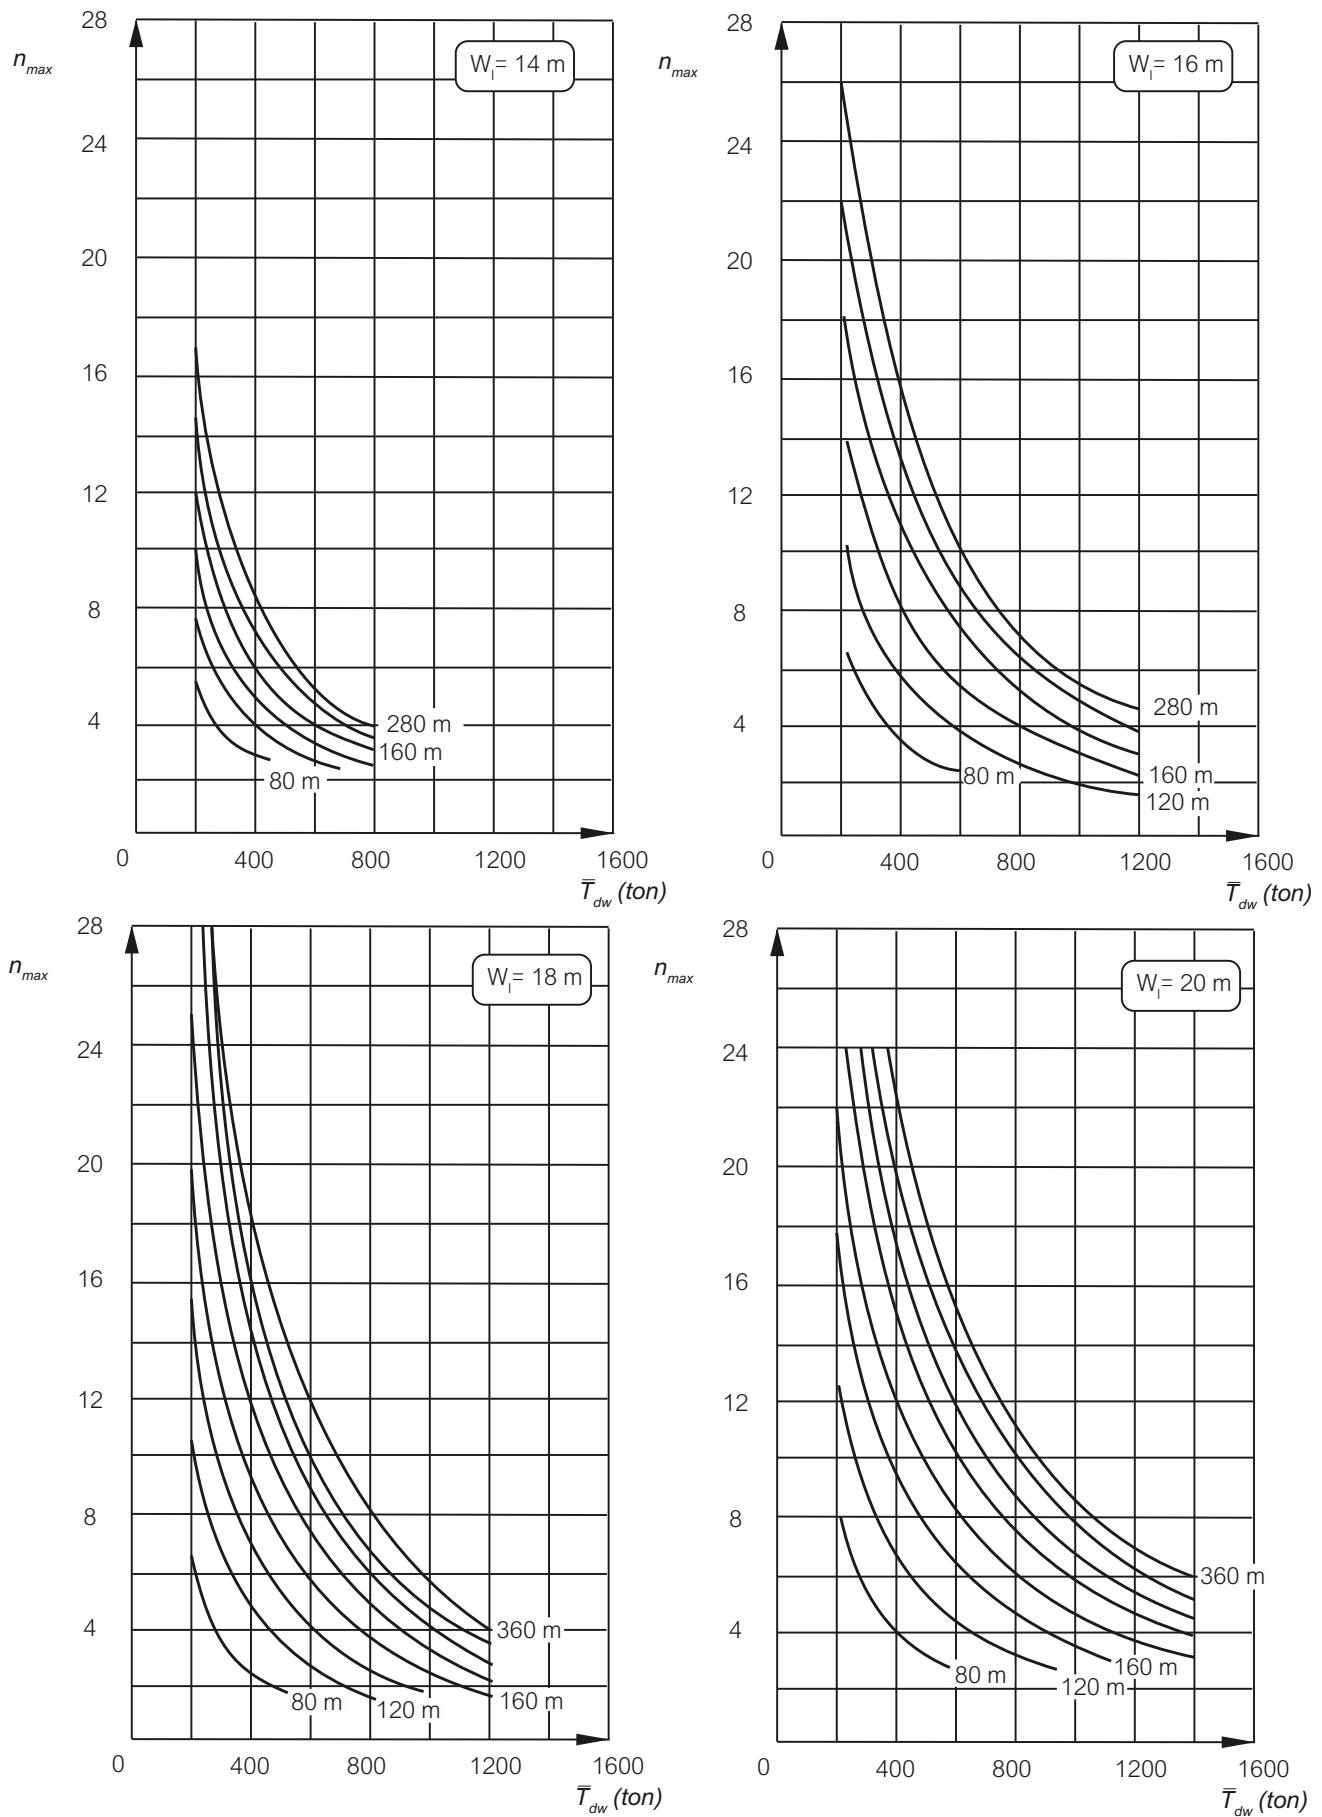 28
n_max
W_l= 14 m
24
20
16
12
8
4
280 m
160 m
80 m
0 400 800 1200 1600
T̿_dw (ton)
28
n_max
W_l= 16 m
24
20
16
12
8
4
280 m
80 m
160 m
120 m
0 400 800 1200 1600
T̿_dw (ton)
28
n_max
W_l= 18 m
24
20
16
12
8
4
360 m
80 m 120 m 160 m
0 400 800 1200 1600
T̿_dw (ton)
28
n_max
W_l= 20 m
24
20
16
12
8
4
360 m
160 m
80 m
120 m
0 400 800 1200 1600
T̿_dw (ton)